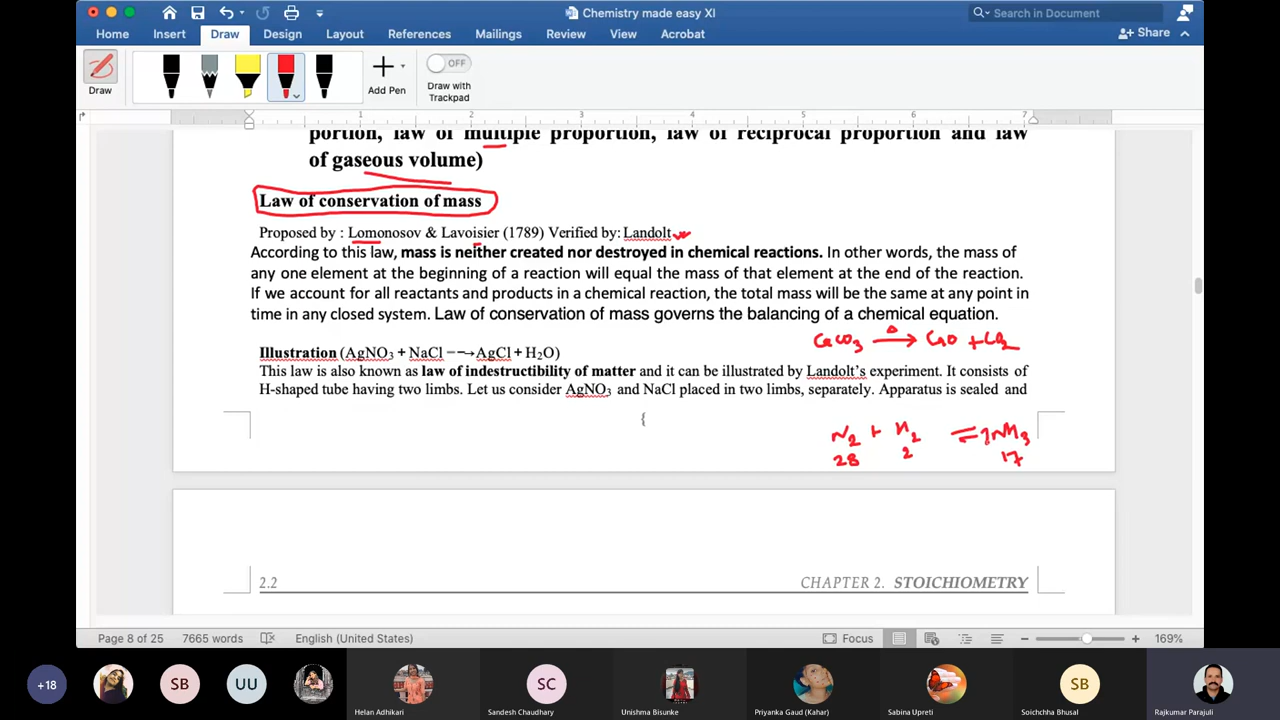 Chemistry made easy XI
Search in Document
Home Insert Draw Design Layout References Mailings Review View Acrobat
Share
Draw
Add Pen
OFF
Draw with
Trackpad
1 2 3 4 5 6 7
portion, law of multiple proportion, law of reciprocal proportion and law
of gaseous volume)
Law of conservation of mass
Proposed by : Lomonosov & Lavoisier (1789) Verified by: Landolt
According to this law, mass is neither created nor destroyed in chemical reactions. In other words, the mass of
any one element at the beginning of a reaction will equal the mass of that element at the end of the reaction.
If we account for all reactants and products in a chemical reaction, the total mass will be the same at any point in
time in any closed system. Law of conservation of mass governs the balancing of a chemical equation.
CaCO3 Δ→ CaO + CO2
Illustration (AgNO3 + NaCl −−→ AgCl + H2O)
This law is also known as law of indestructibility of matter and it can be illustrated by Landolt's experiment. It consists of
H-shaped tube having two limbs. Let us consider AgNO3 and NaCl placed in two limbs, separately. Apparatus is sealed and
N2 + H2 ⇌ 2NH3
28 2 17
2.2 CHAPTER 2. STOICHIOMETRY
Page 8 of 25 7665 words English (United States) Focus 169%
+18 SB UU SC SB
Helan Adhikari Sandesh Chaudhary Unishma Bisunke Priyanka Gaud (Kahar) Sabina Upreti Soichchha Bhusal Rajkumar Parajuli